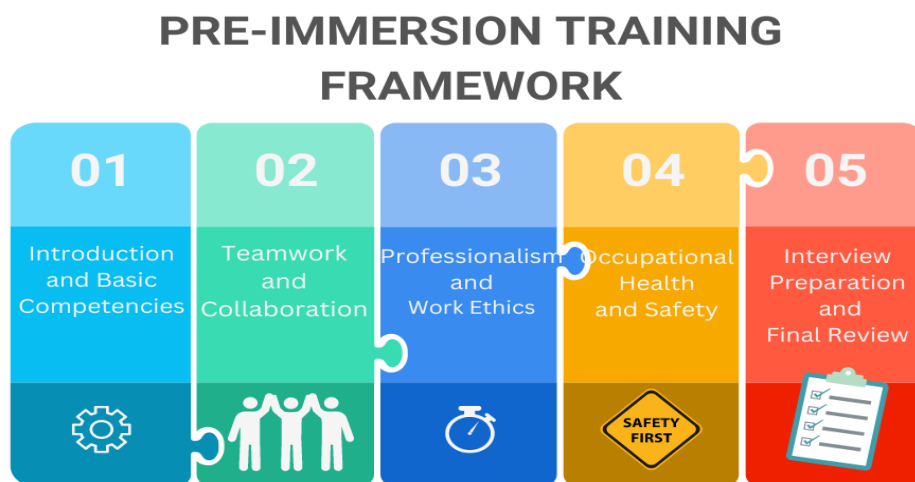 PRE-IMMERSION TRAINING
FRAMEWORK
01
Introduction
and Basic
Competencies
02
Teamwork
and
Collaboration
03
Professionalism
and
Work Ethics
04
Occupational
Health
and Safety
SAFETY
FIRST
05
Interview
Preparation
and
Final Review